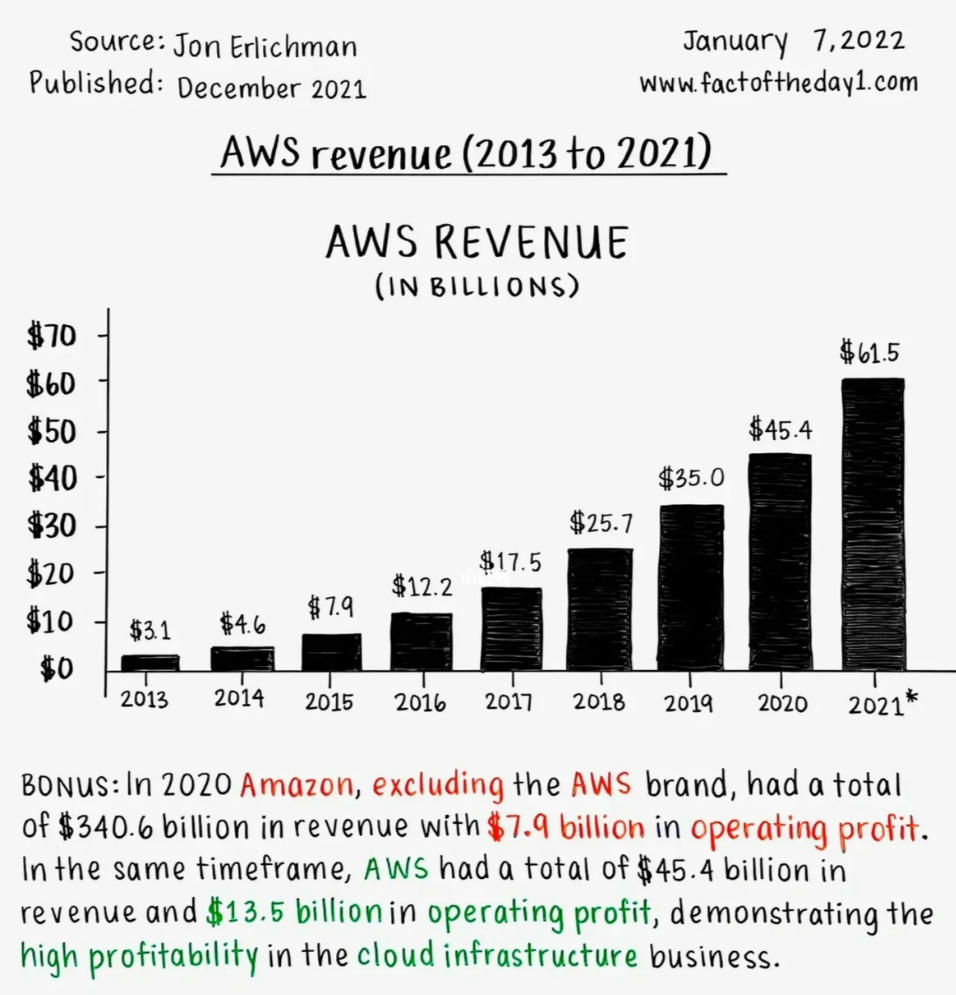 Source: Jon Erlichman
Published: December 2021
January 7, 2022
www.factoftheday1.com
AWS revenue (2013 to 2021)
AWS REVENUE
(IN BILLIONS)
$70
$60
$50
$40
$30
$20
$10
$0
$3.1
$4.6
$7.9
$12.2
$17.5
$25.7
$35.0
$45.4
$61.5
2013
2014
2015
2016
2017
2018
2019
2020
2021*
BONUS: In 2020 Amazon, excluding the AWS brand, had a total
of $340.6 billion in revenue with $7.9 billion in operating profit.
In the same timeframe, AWS had a total of $45.4 billion in
revenue and $13.5 billion in operating profit, demonstrating the
high profitability in the cloud infrastructure business.